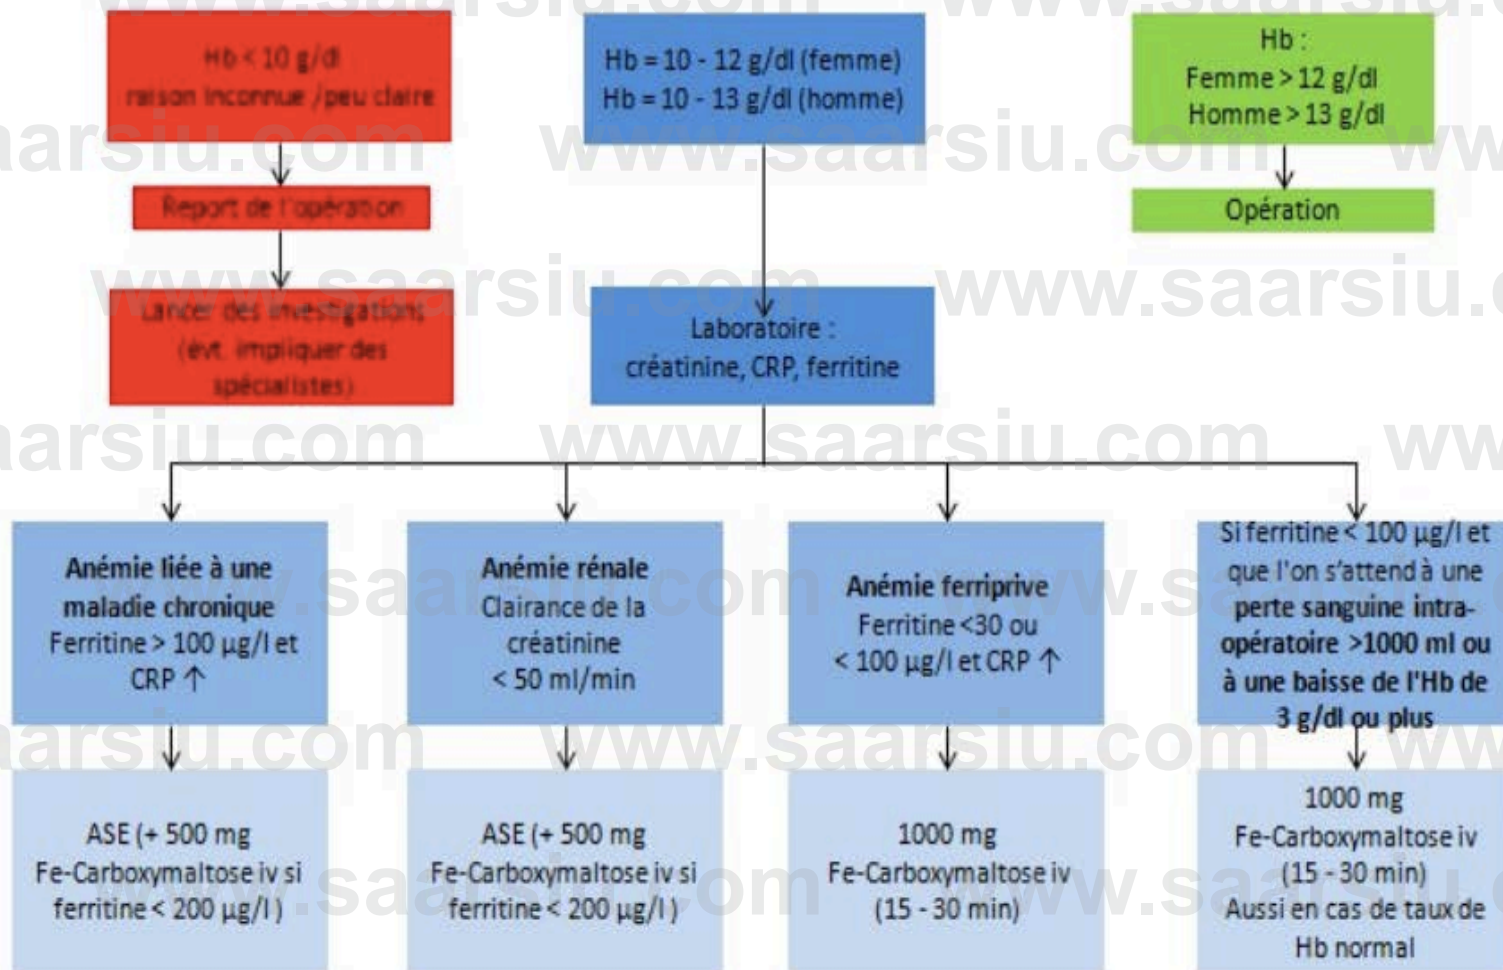 Hb < 10 g/dl
raison inconnue /peu claire
Report de l'opération
Lancer des investigations
(évt. impliquer des
spécialistes)
Hb = 10 - 12 g/dl (femme)
Hb = 10 - 13 g/dl (homme)
Laboratoire :
créatinine, CRP, ferritine
Hb :
Femme > 12 g/dl
Homme > 13 g/dl
Opération
Anémie liée à une
maladie chronique
Ferritine > 100 µg/l et
CRP ↑
ASE (+ 500 mg
Fe-Carboxymaltose iv si
ferritine < 200 µg/l )
Anémie rénale
Clairance de la
créatinine
< 50 ml/min
ASE (+ 500 mg
Fe-Carboxymaltose iv si
ferritine < 200 µg/l )
Anémie ferriprive
Ferritine <30 ou
< 100 µg/l et CRP ↑
1000 mg
Fe-Carboxymaltose iv
(15 - 30 min)
Si ferritine < 100 µg/l et
que l'on s'attend à une
perte sanguine intra-
opératoire >1000 ml ou
à une baisse de l'Hb de
3 g/dl ou plus
1000 mg
Fe-Carboxymaltose iv
(15 - 30 min)
Aussi en cas de taux de
Hb normal
www.saarsiu.com